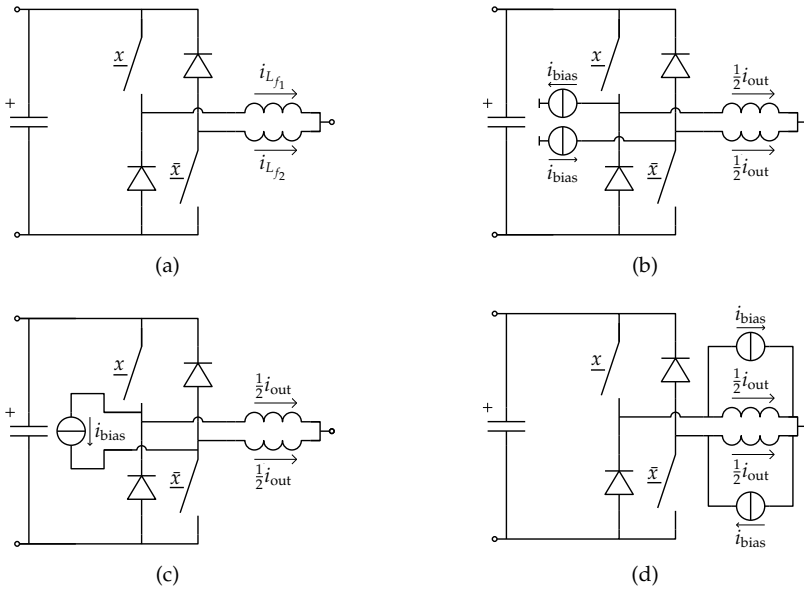 x
i_{L_{f_1}}
+
x̄
i_{L_{f_2}}
(a)
i_bias
x
½i_out
+
i_bias
x̄
½i_out
(b)
x
½i_out
+
i_bias
x̄
½i_out
(c)
i_bias
x
½i_out
+
x̄
½i_out
i_bias
(d)